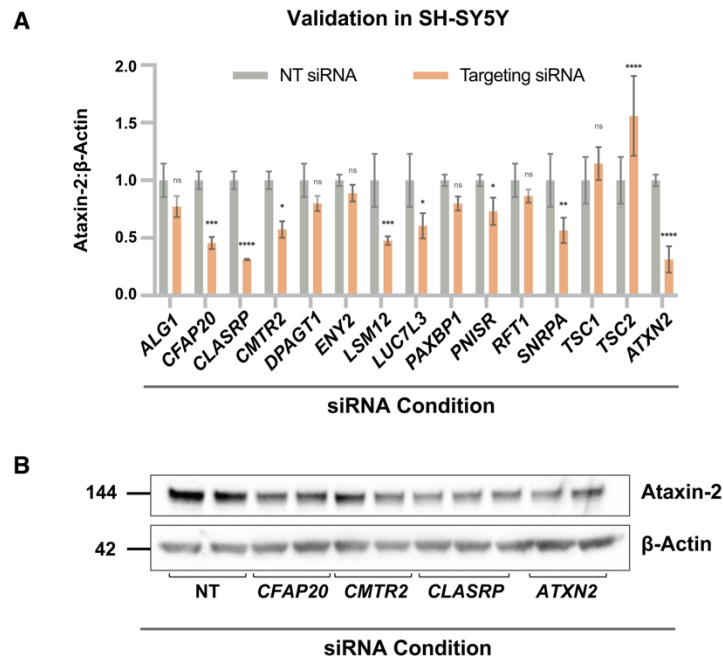 A
Validation in SH-SY5Y
NT siRNA
Targeting siRNA
Ataxin-2:β-Actin
2.0
1.5
1.0
0.5
0.0
ns
***
****
*
ns
ns
***
*
ns
*
ns
**
ns
****
****
ALG1
CFAP20
CLASRP
CMTR2
DPAGT1
ENY2
LSM12
LUC7L3
PAXBP1
PNISR
RFT1
SNRPA
TSC1
TSC2
ATXN2
siRNA Condition
B
144
Ataxin-2
42
β-Actin
NT
CFAP20
CMTR2
CLASRP
ATXN2
siRNA Condition